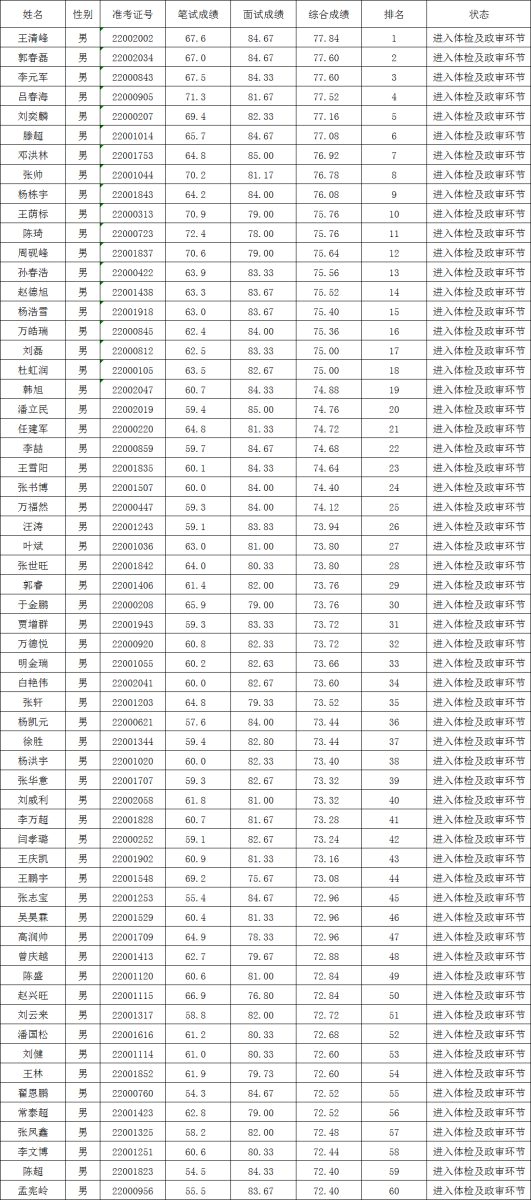 姓名 性别 准考证号 笔试成绩 面试成绩 综合成绩 排名 状态
王清峰 男 22002002 67.6 84.67 77.84 1 进入体检及政审环节
郭春磊 男 22002034 67.0 84.67 77.60 2 进入体检及政审环节
李元军 男 22000843 67.5 84.33 77.60 3 进入体检及政审环节
吕春海 男 22000905 71.3 81.67 77.52 4 进入体检及政审环节
刘奕麟 男 22000207 69.4 82.33 77.16 5 进入体检及政审环节
滕超 男 22001014 65.7 84.67 77.08 6 进入体检及政审环节
邓洪林 男 22001753 64.8 85.00 76.92 7 进入体检及政审环节
张帅 男 22001044 70.2 81.17 76.78 8 进入体检及政审环节
杨栋宇 男 22001843 64.2 84.00 76.08 9 进入体检及政审环节
王荫标 男 22000313 70.9 79.00 75.76 10 进入体检及政审环节
陈琦 男 22000723 72.4 78.00 75.76 11 进入体检及政审环节
周砚峰 男 22001837 70.6 79.00 75.64 12 进入体检及政审环节
孙春浩 男 22000422 63.9 83.33 75.56 13 进入体检及政审环节
赵德旭 男 22001438 63.3 83.67 75.52 14 进入体检及政审环节
杨浩雪 男 22001918 63.0 83.67 75.40 15 进入体检及政审环节
万皓瑞 男 22000845 62.4 84.00 75.36 16 进入体检及政审环节
刘磊 男 22000812 62.5 83.33 75.00 17 进入体检及政审环节
杜虹润 男 22000105 63.5 82.67 75.00 18 进入体检及政审环节
韩旭 男 22002047 60.7 84.33 74.88 19 进入体检及政审环节
潘立民 男 22002019 59.4 85.00 74.76 20 进入体检及政审环节
任建军 男 22000220 64.8 81.33 74.72 21 进入体检及政审环节
李喆 男 22000859 59.7 84.67 74.68 22 进入体检及政审环节
王雪阳 男 22001835 60.1 84.33 74.64 23 进入体检及政审环节
张书博 男 22001507 60.0 84.00 74.40 24 进入体检及政审环节
万福然 男 22000447 59.3 84.00 74.12 25 进入体检及政审环节
汪涛 男 22001243 59.1 83.83 73.94 26 进入体检及政审环节
叶斌 男 22001036 63.0 81.00 73.80 27 进入体检及政审环节
张世旺 男 22001842 64.0 80.33 73.80 28 进入体检及政审环节
郭睿 男 22001406 61.4 82.00 73.76 29 进入体检及政审环节
于金鹏 男 22000208 65.9 79.00 73.76 30 进入体检及政审环节
贾增群 男 22001943 59.3 83.33 73.72 31 进入体检及政审环节
万德悦 男 22000920 60.8 82.33 73.72 32 进入体检及政审环节
明金瑞 男 22001055 60.2 82.63 73.66 33 进入体检及政审环节
白艳伟 男 22002041 60.0 82.67 73.60 34 进入体检及政审环节
张轩 男 22001203 64.8 79.33 73.52 35 进入体检及政审环节
杨凯元 男 22000621 57.6 84.00 73.44 36 进入体检及政审环节
徐胜 男 22001344 59.4 82.80 73.44 37 进入体检及政审环节
杨洪宇 男 22001020 60.0 82.33 73.40 38 进入体检及政审环节
张华意 男 22001707 59.3 82.67 73.32 39 进入体检及政审环节
刘威利 男 22002058 61.8 81.00 73.32 40 进入体检及政审环节
李万超 男 22001828 60.7 81.67 73.28 41 进入体检及政审环节
闫孝璐 男 22000252 59.1 82.67 73.24 42 进入体检及政审环节
王庆凯 男 22001902 60.9 81.33 73.16 43 进入体检及政审环节
王鹏宇 男 22001548 69.2 75.67 73.08 44 进入体检及政审环节
张志宝 男 22001253 55.4 84.67 72.96 45 进入体检及政审环节
吴昊霖 男 22001529 60.4 81.33 72.96 46 进入体检及政审环节
高润帅 男 22001709 64.9 78.33 72.96 47 进入体检及政审环节
曾庆越 男 22001413 62.7 79.67 72.88 48 进入体检及政审环节
陈盛 男 22001120 60.6 81.00 72.84 49 进入体检及政审环节
赵兴旺 男 22001115 66.9 76.80 72.84 50 进入体检及政审环节
刘云来 男 22001317 58.8 82.00 72.72 51 进入体检及政审环节
潘国松 男 22001616 61.2 80.33 72.68 52 进入体检及政审环节
刘健 男 22001114 61.0 80.33 72.60 53 进入体检及政审环节
王林 男 22001852 61.9 79.73 72.60 54 进入体检及政审环节
翟恩鹏 男 22000760 54.3 84.67 72.52 55 进入体检及政审环节
常泰超 男 22001423 62.8 79.00 72.52 56 进入体检及政审环节
张凤鑫 男 22001325 58.2 82.00 72.48 57 进入体检及政审环节
李文博 男 22001251 60.6 80.33 72.44 58 进入体检及政审环节
陈超 男 22001823 54.5 84.33 72.40 59 进入体检及政审环节
孟宪岭 男 22000956 55.5 83.67 72.40 60 进入体检及政审环节